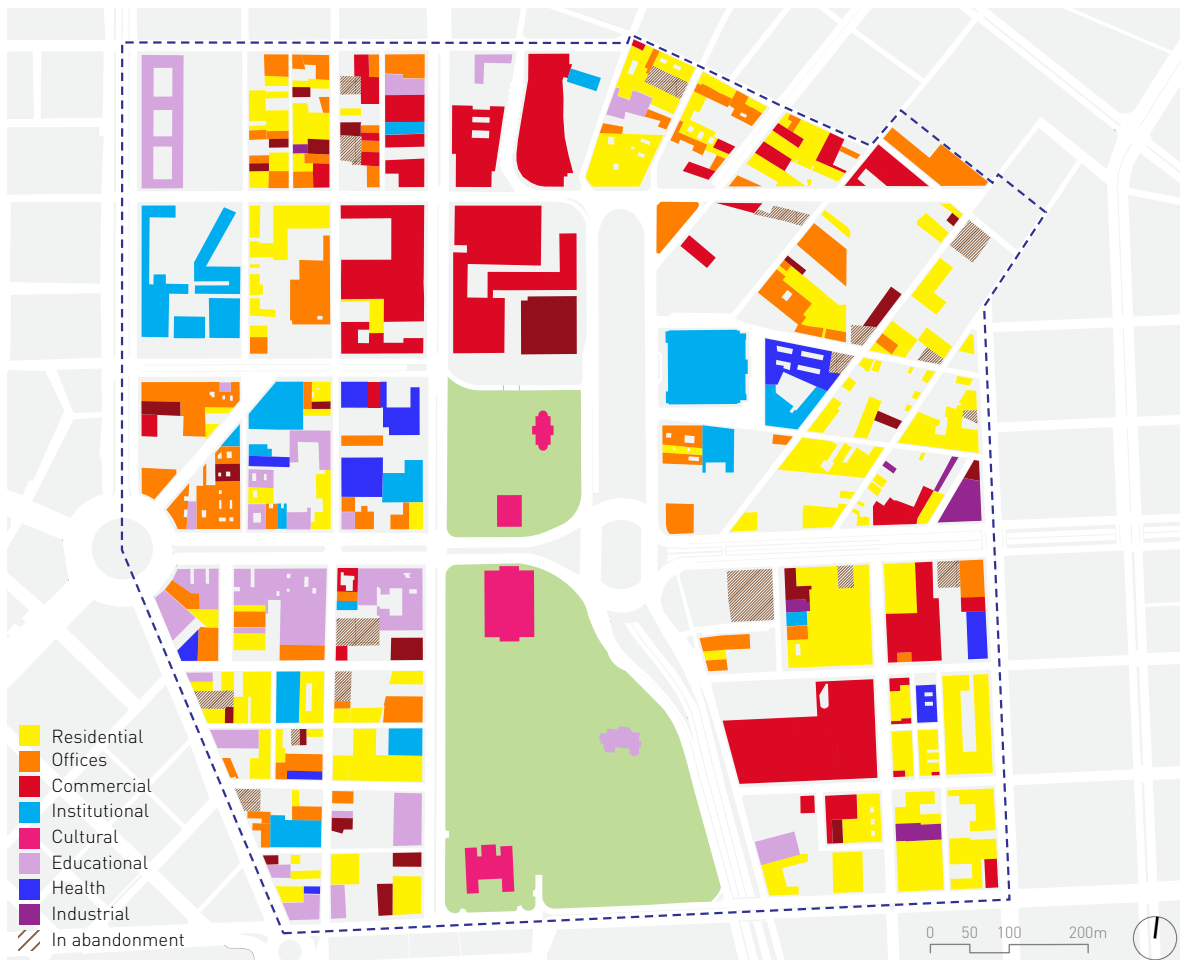 Residential
Offices
Commercial
Institutional
Cultural
Educational
Health
Industrial
In abandonment
0 50 100 200m